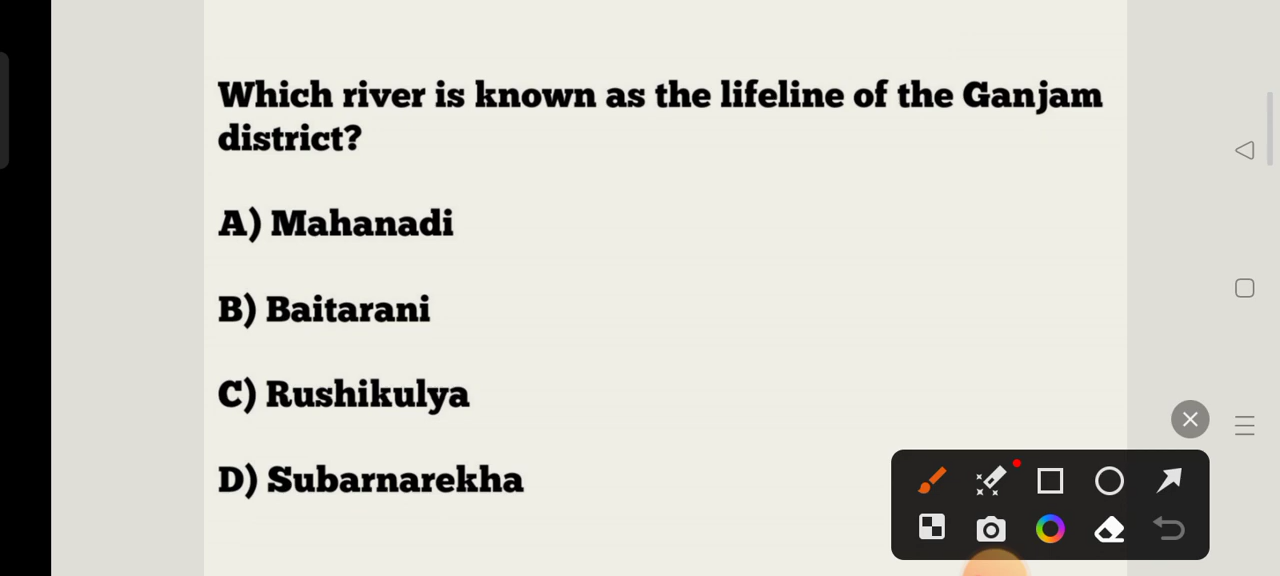 Which river is known as the lifeline of the Ganjam
district?
A) Mahanadi
B) Baitarani
C) Rushikulya
D) Subarnarekha